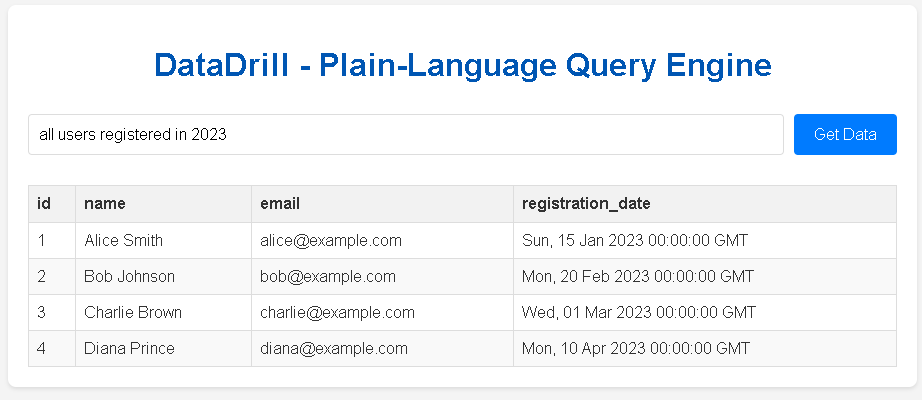 DataDrill - Plain-Language Query Engine
all users registered in 2023 Get Data
id name email registration_date
1 Alice Smith alice@example.com Sun, 15 Jan 2023 00:00:00 GMT
2 Bob Johnson bob@example.com Mon, 20 Feb 2023 00:00:00 GMT
3 Charlie Brown charlie@example.com Wed, 01 Mar 2023 00:00:00 GMT
4 Diana Prince diana@example.com Mon, 10 Apr 2023 00:00:00 GMT